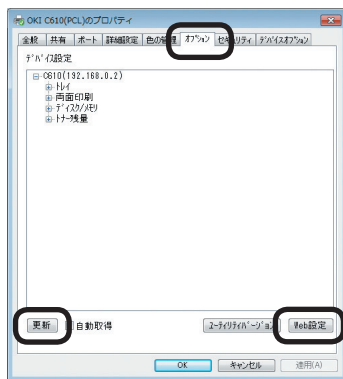 OKI C610(PCL)のプロパティ
全般 共有 ポート 詳細設定 色の管理 オプション セキュリティ デバイスオプション
デバイス設定
C610(192.168.0.2)
トレイ
両面印刷
ディスク/メモリ
トナー残量
更新 自動取得 ユーティリティバージョン Web設定
OK キャンセル 適用(A)